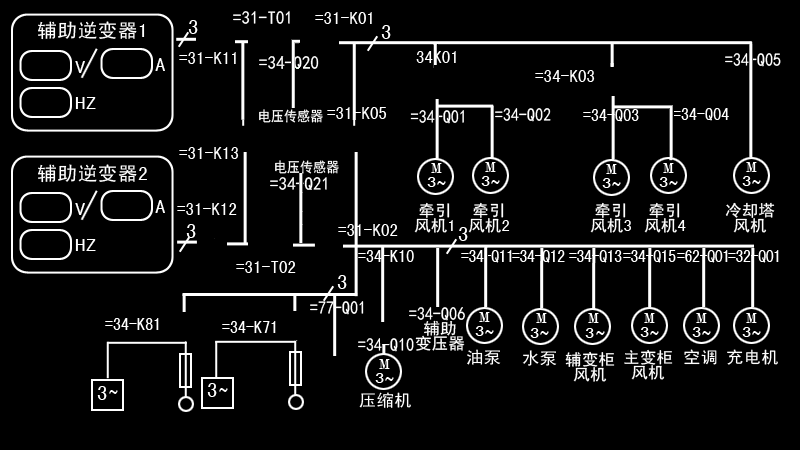 辅助逆变器1
V/ A
HZ
3
=31-K11
=31-T01
=34-Q20
电压传感器
=31-K01
3
=31-K05
34K01
=34-K03
=34-Q05
=34-Q01
=34-Q02
=34-Q03
=34-Q04
M
3~
M
3~
M
3~
M
3~
M
3~
牵引
风机1
牵引
风机2
牵引
风机3
牵引
风机4
冷却塔
风机
辅助逆变器2
V/ A
HZ
=31-K13
=31-K12
3
电压传感器
=34-Q21
=31-T02
=31-K02
3
=34-K10
=34-Q11
=34-Q12
=34-Q13
=34-Q15
=62-Q01
=32-Q01
3
=77-Q01
=34-Q06
辅助
变压器
=34-K81
=34-K71
3~
3~
=34-Q10
M
3~
压缩机
M
3~
油泵
M
3~
水泵
M
3~
辅变柜
风机
M
3~
主变柜
风机
M
3~
空调
M
3~
充电机